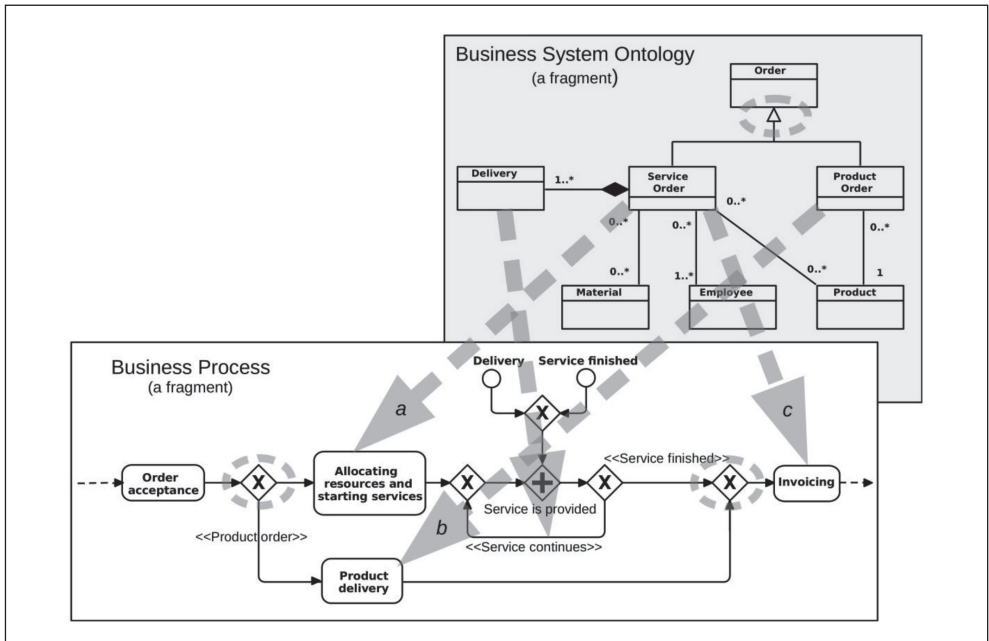 Business System Ontology
(a fragment)
Order
Delivery
1..*
Service
Order
Product
Order
0..*
0..*
0..*
0..*
0..*
1..*
0..*
1
Material
Employee
Product
Business Process
(a fragment)
Delivery
Service finished
a
c
X
<<Service finished>>
Order
acceptance
X
Allocating
resources and
starting services
X
+
X
X
Invoicing
Service is provided
b
<<Product order>>
<<Service continues>>
Product
delivery